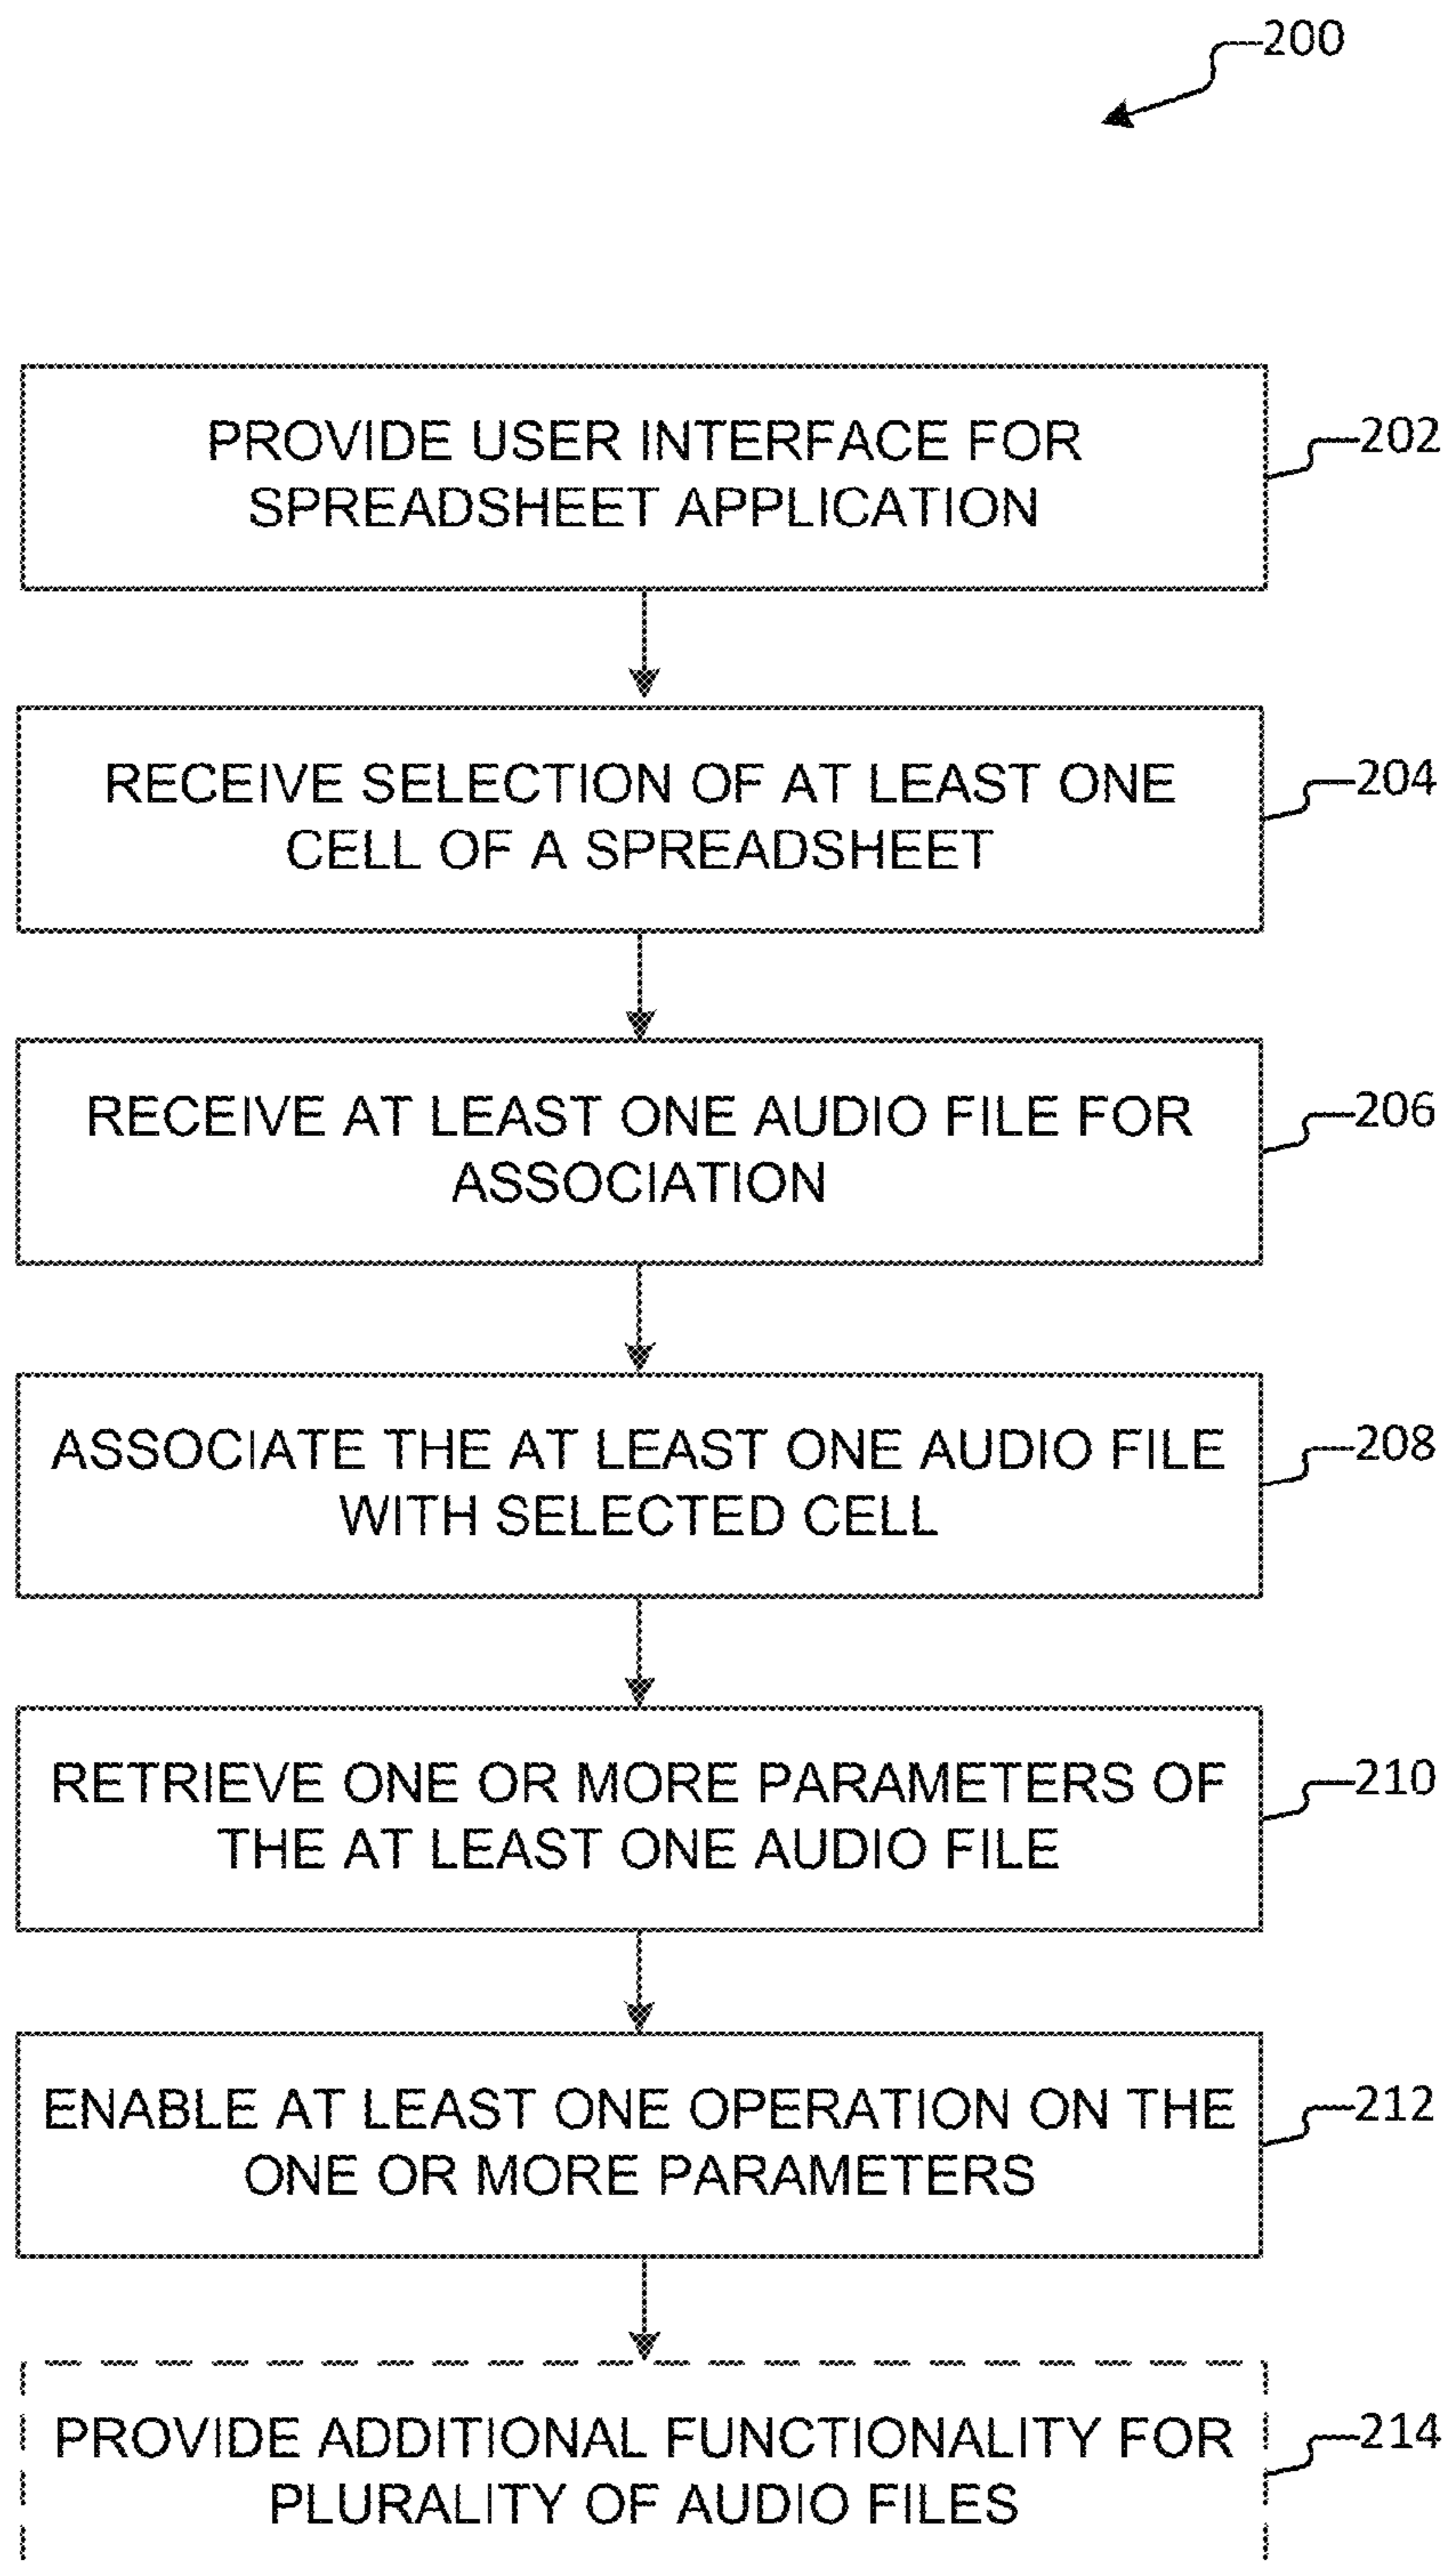 200
PROVIDE USER INTERFACE FOR
SPREADSHEET APPLICATION
202
RECEIVE SELECTION OF AT LEAST ONE
CELL OF A SPREADSHEET
204
RECEIVE AT LEAST ONE AUDIO FILE FOR
ASSOCIATION
206
ASSOCIATE THE AT LEAST ONE AUDIO FILE
WITH SELECTED CELL
208
RETRIEVE ONE OR MORE PARAMETERS OF
THE AT LEAST ONE AUDIO FILE
210
ENABLE AT LEAST ONE OPERATION ON THE
ONE OR MORE PARAMETERS
212
PROVIDE ADDITIONAL FUNCTIONALITY FOR
PLURALITY OF AUDIO FILES
214